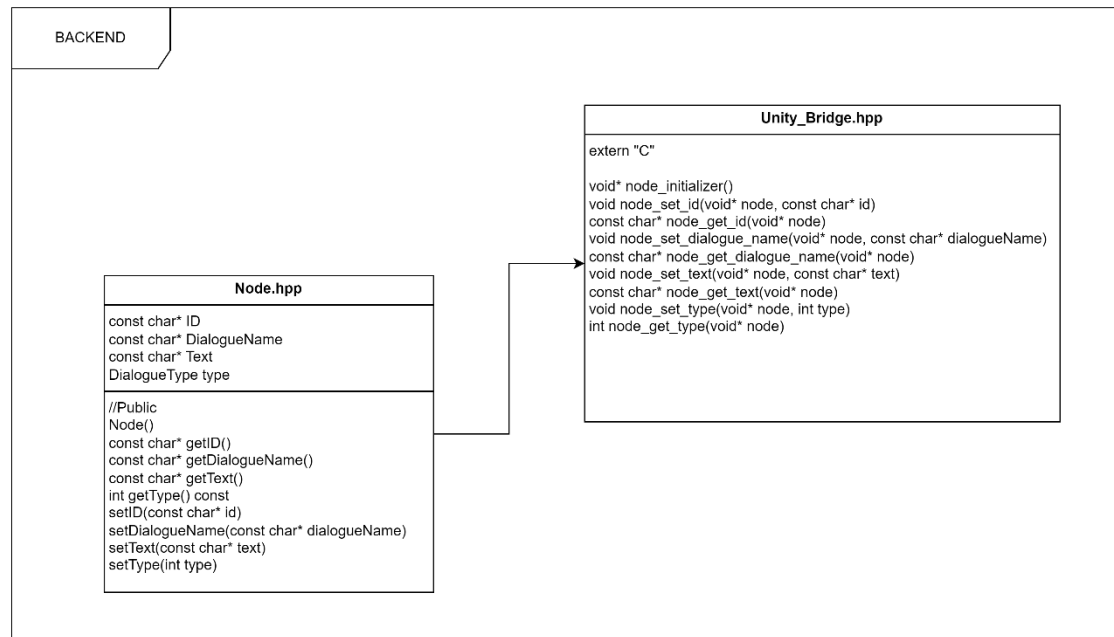 BACKEND
Unity_Bridge.hpp
extern "C"
void* node_initializer()
void node_set_id(void* node, const char* id)
const char* node_get_id(void* node)
void node_set_dialogue_name(void* node, const char* dialogueName)
const char* node_get_dialogue_name(void* node)
void node_set_text(void* node, const char* text)
const char* node_get_text(void* node)
void node_set_type(void* node, int type)
int node_get_type(void* node)
Node.hpp
const char* ID
const char* DialogueName
const char* Text
DialogueType type
//Public
Node()
const char* getID()
const char* getDialogueName()
const char* getText()
int getType() const
setID(const char* id)
setDialogueName(const char* dialogueName)
setText(const char* text)
setType(int type)